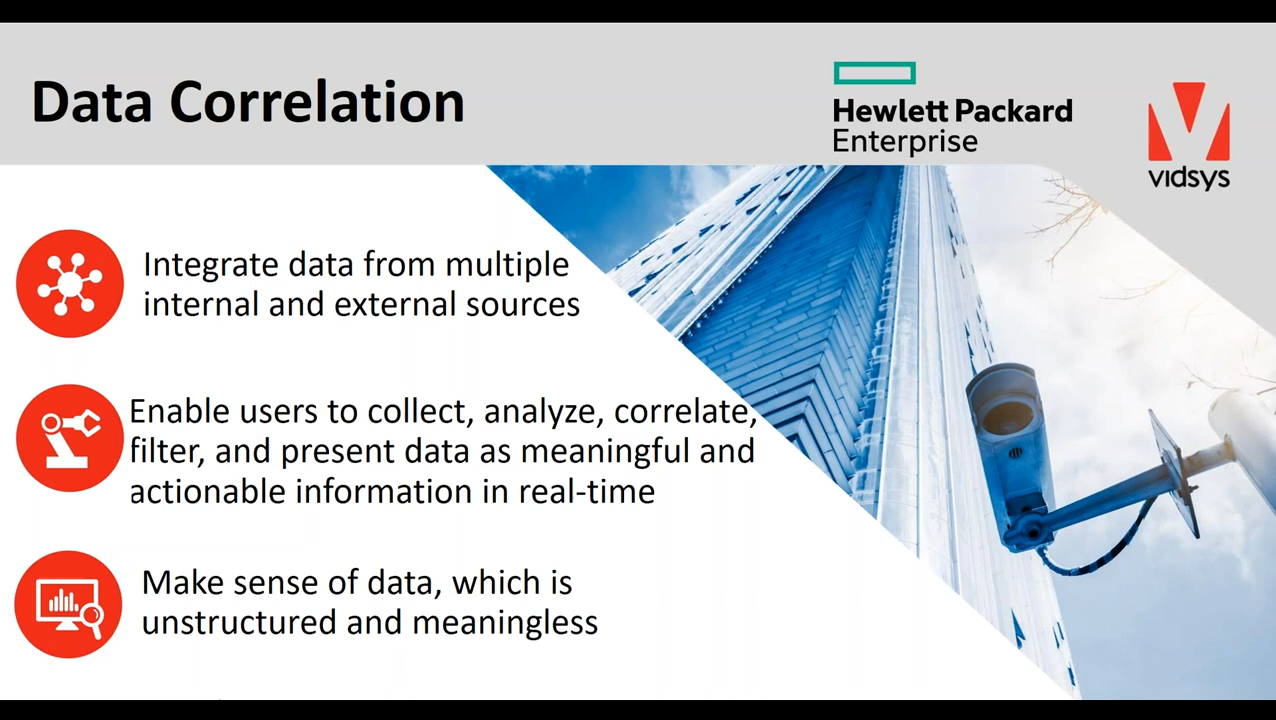 Data Correlation
Hewlett Packard
Enterprise
vidsys
Integrate data from multiple
internal and external sources
Enable users to collect, analyze, correlate,
filter, and present data as meaningful and
actionable information in real-time
Make sense of data, which is
unstructured and meaningless